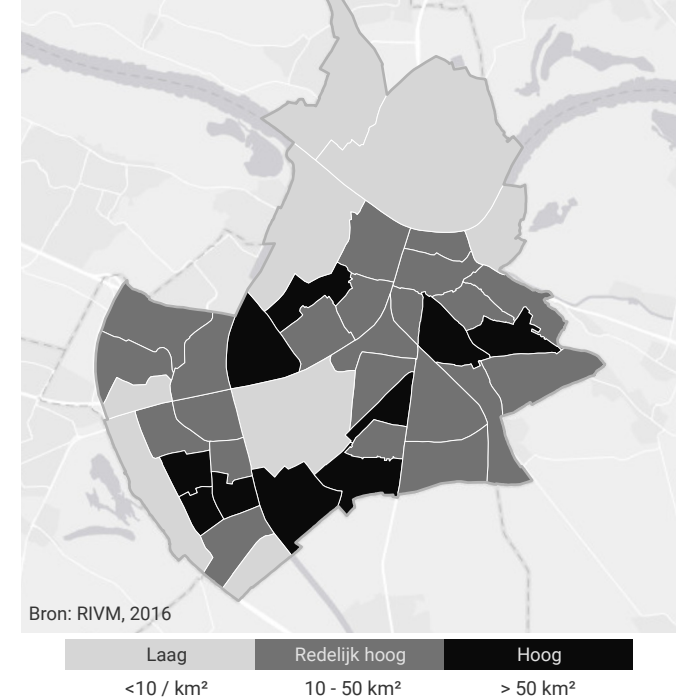 Bron: RIVM, 2016
Laag Redelijk hoog Hoog
<10 / km² 10 - 50 km² > 50 km²